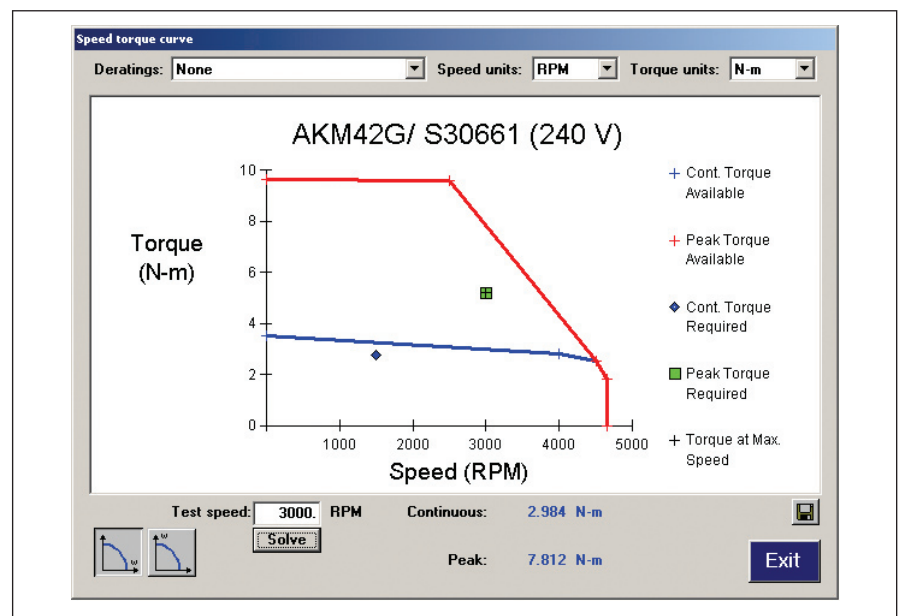 Speed torque curve
Deratings: None Speed units: RPM Torque units: N-m
AKM42G/ S30661 (240 V)
Torque
(N-m)
10
8
6
4
2
0
1000 2000 3000 4000 5000
Speed (RPM)
Cont. Torque
Available
Peak Torque
Available
Cont. Torque
Required
Peak Torque
Required
Torque at Max.
Speed
Test speed: 3000. RPM Continuous: 2.984 N-m
Solve
Peak: 7.812 N-m
Exit
ω
ω